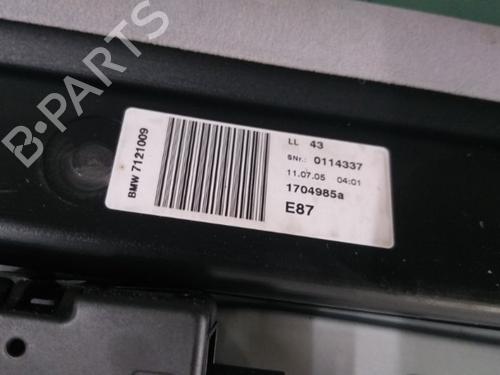 B-PARTS
BMW 7121009
LL 43
SNr.: 0114337
11.07.05 04:01
1704985a
E87